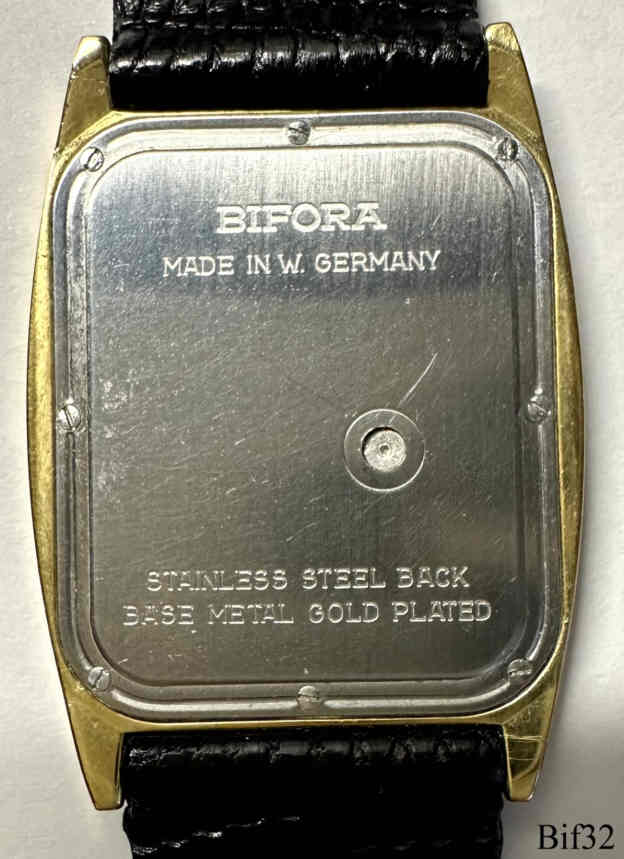 BIFORA
MADE IN W. GERMANY
STAINLESS STEEL BACK
BASE METAL GOLD PLATED
Bif32